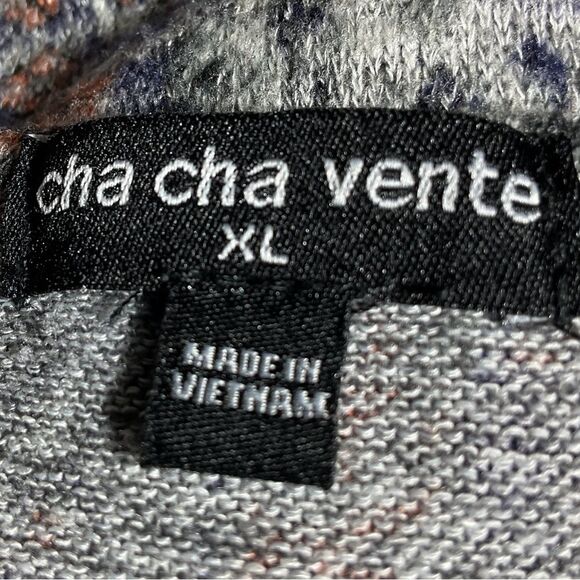 cha cha vente
XL
MADE IN
VIETNAM